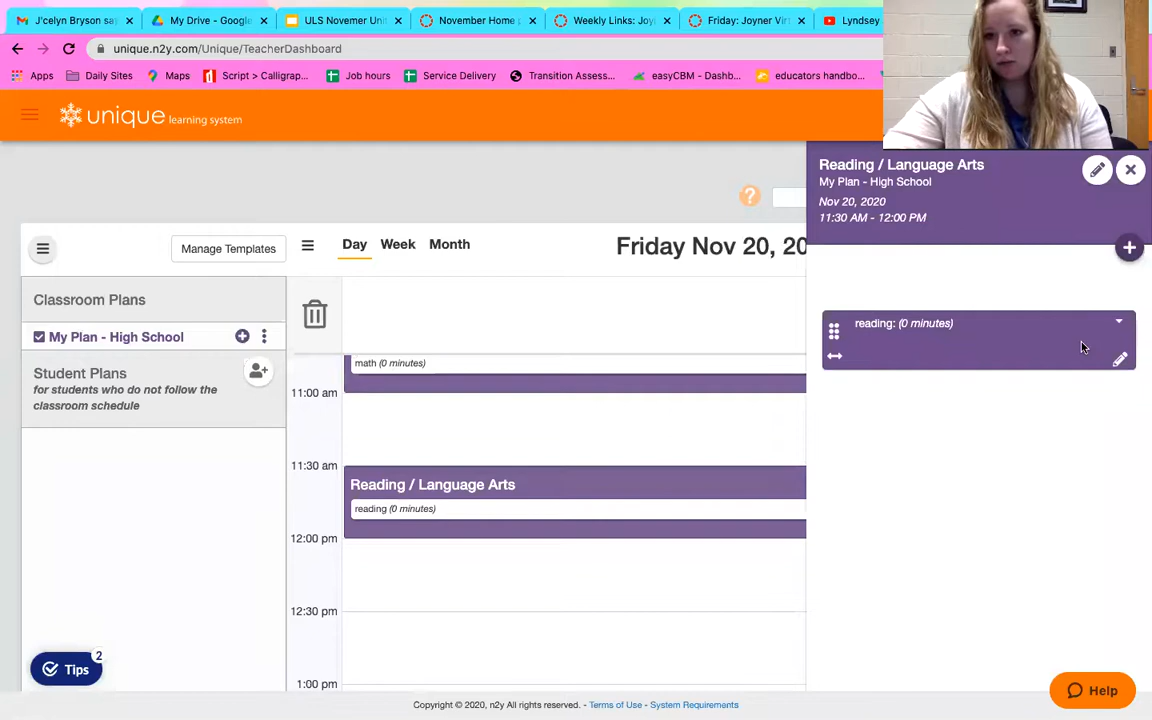 J'celyn Bryson say
My Drive - Google
ULS Novemer Unit
November Home
Weekly Links: Joy
Friday: Joyner Virt
Lyndsey
unique.n2y.com/Unique/TeacherDashboard
Apps Daily Sites Maps Script > Calligrap... Job hours Service Delivery Transition Assess... easyCBM - Dashb... educators handbo...
unique learning system
Reading / Language Arts
My Plan - High School
Nov 20, 2020
11:30 AM - 12:00 PM
Manage Templates
Day Week Month
Friday Nov 20, 20
Classroom Plans
My Plan - High School
Student Plans
for students who do not follow the
classroom schedule
reading: (0 minutes)
math (0 minutes)
11:00 am
11:30 am
Reading / Language Arts
reading (0 minutes)
12:00 pm
12:30 pm
1:00 pm
Tips
2
Help
Copyright © 2020, n2y All rights reserved. - Terms of Use - System Requirements